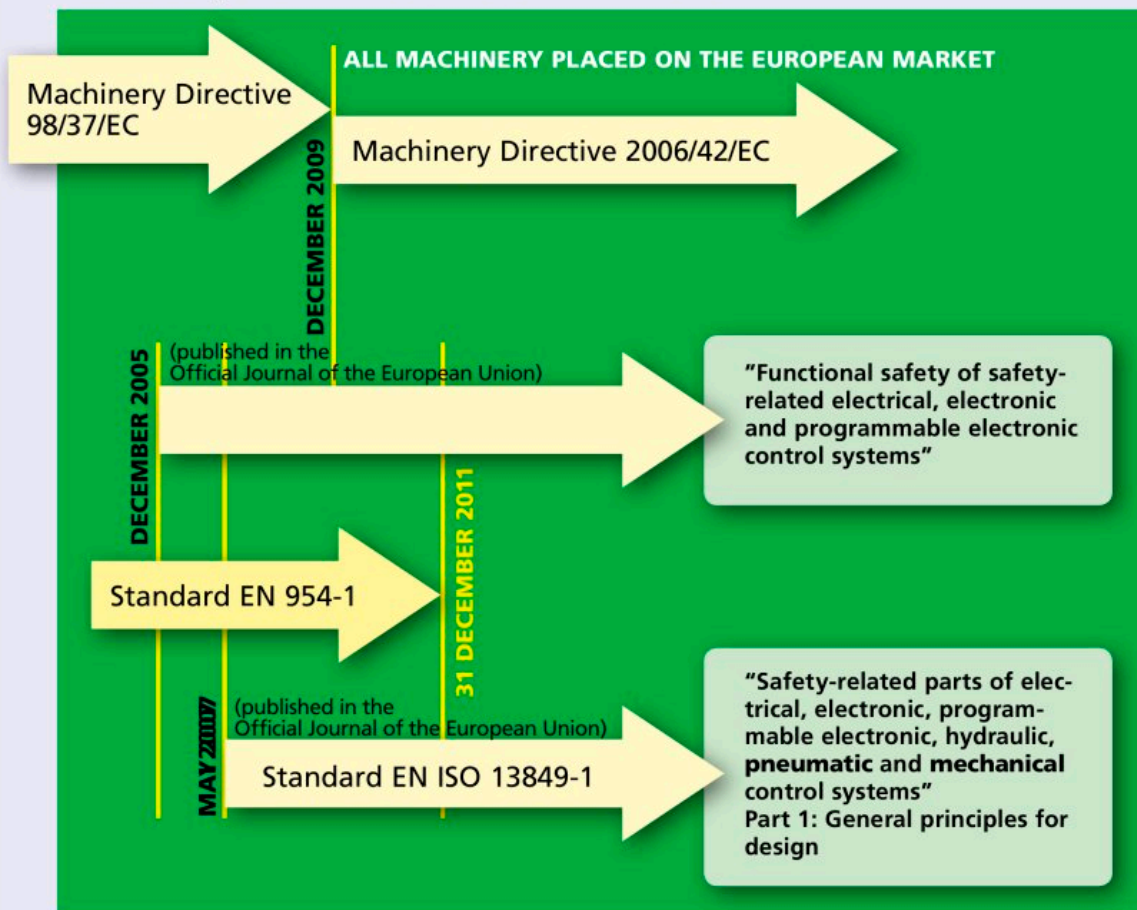 ALL MACHINERY PLACED ON THE EUROPEAN MARKET
Machinery Directive
98/37/EC
Machinery Directive 2006/42/EC
DECEMBER 2009
DECEMBER 2005
(published in the
Official Journal of the European Union)
"Functional safety of safety-
related electrical, electronic
and programmable electronic
control systems"
31 DECEMBER 2011
Standard EN 954-1
MAY 2007
(published in the
Official Journal of the European Union)
Standard EN ISO 13849-1
"Safety-related parts of elec-
trical, electronic, program-
mable electronic, hydraulic,
pneumatic and mechanical
control systems"
Part 1: General principles for
design